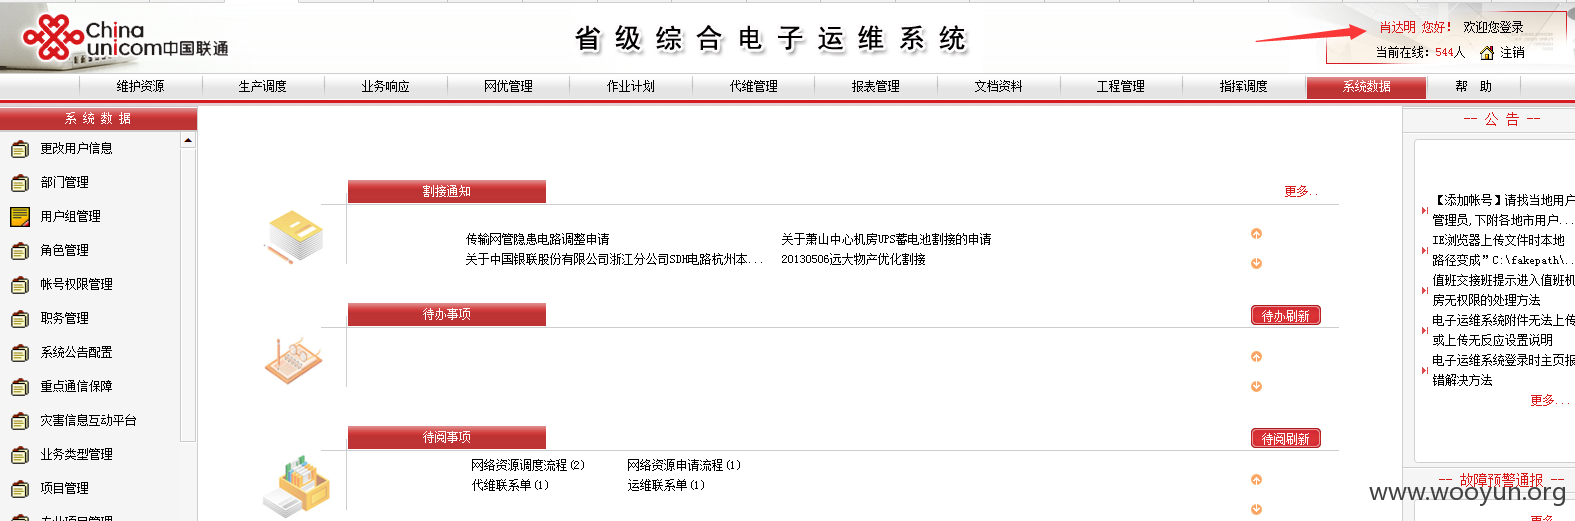 China
unicom中国联通
省级综合电子运维系统
肖达明 您好! 欢迎您登录
当前在线: 544人 注销
维护资源 生产调度 业务响应 网优管理 作业计划 代维管理 报表管理 文档资料 工程管理 指挥调度 系统数据 帮 助
系 统 数 据
更改用户信息
部门管理
用户组管理
角色管理
帐号权限管理
职务管理
系统公告配置
重点通信保障
灾害信息互动平台
业务类型管理
项目管理
专业项目管理
割接通知
更多..
传输网管隐患电路调整申请
关于萧山中心机房UPS蓄电池割接的申请
关于中国银联股份有限公司浙江分公司SDH电路杭州本...
20130506远大物产优化割接
待办事项
待办刷新
待阅事项
待阅刷新
网络资源调度流程(2)
网络资源申请流程(1)
代维联系单(1)
运维联系单(1)
-- 公 告 --
【添加帐号】请找当地用户
管理员,下附各地市用户...
IE浏览器上传文件时本地
路径变成”C:\fakepath\..
值班交接班提示进入值班机
房无权限的处理方法
电子运维系统附件无法上传
或上传无反应设置说明
电子运维系统登录时主页报
错解决方法
更多...
-- 故障预警通报 --
www.wooyun.org
更多